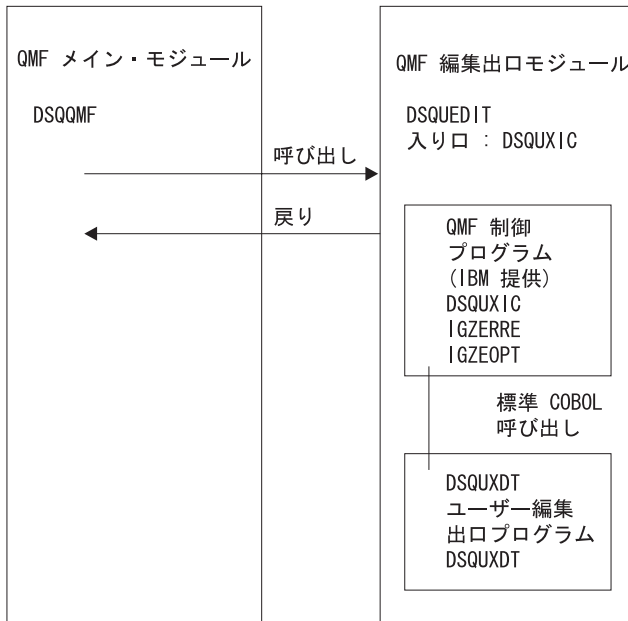 QMF メイン・モジュール
DSQQMF
呼び出し
戻り
QMF 編集出口モジュール
DSQUEDIT
入り口 : DSQUXIC
QMF 制御
プログラム
(IBM 提供)
DSQUXIC
IGZERRE
IGZEOPT
標準 COBOL
呼び出し
DSQUXDT
ユーザー編集
出口プログラム
DSQUXDT